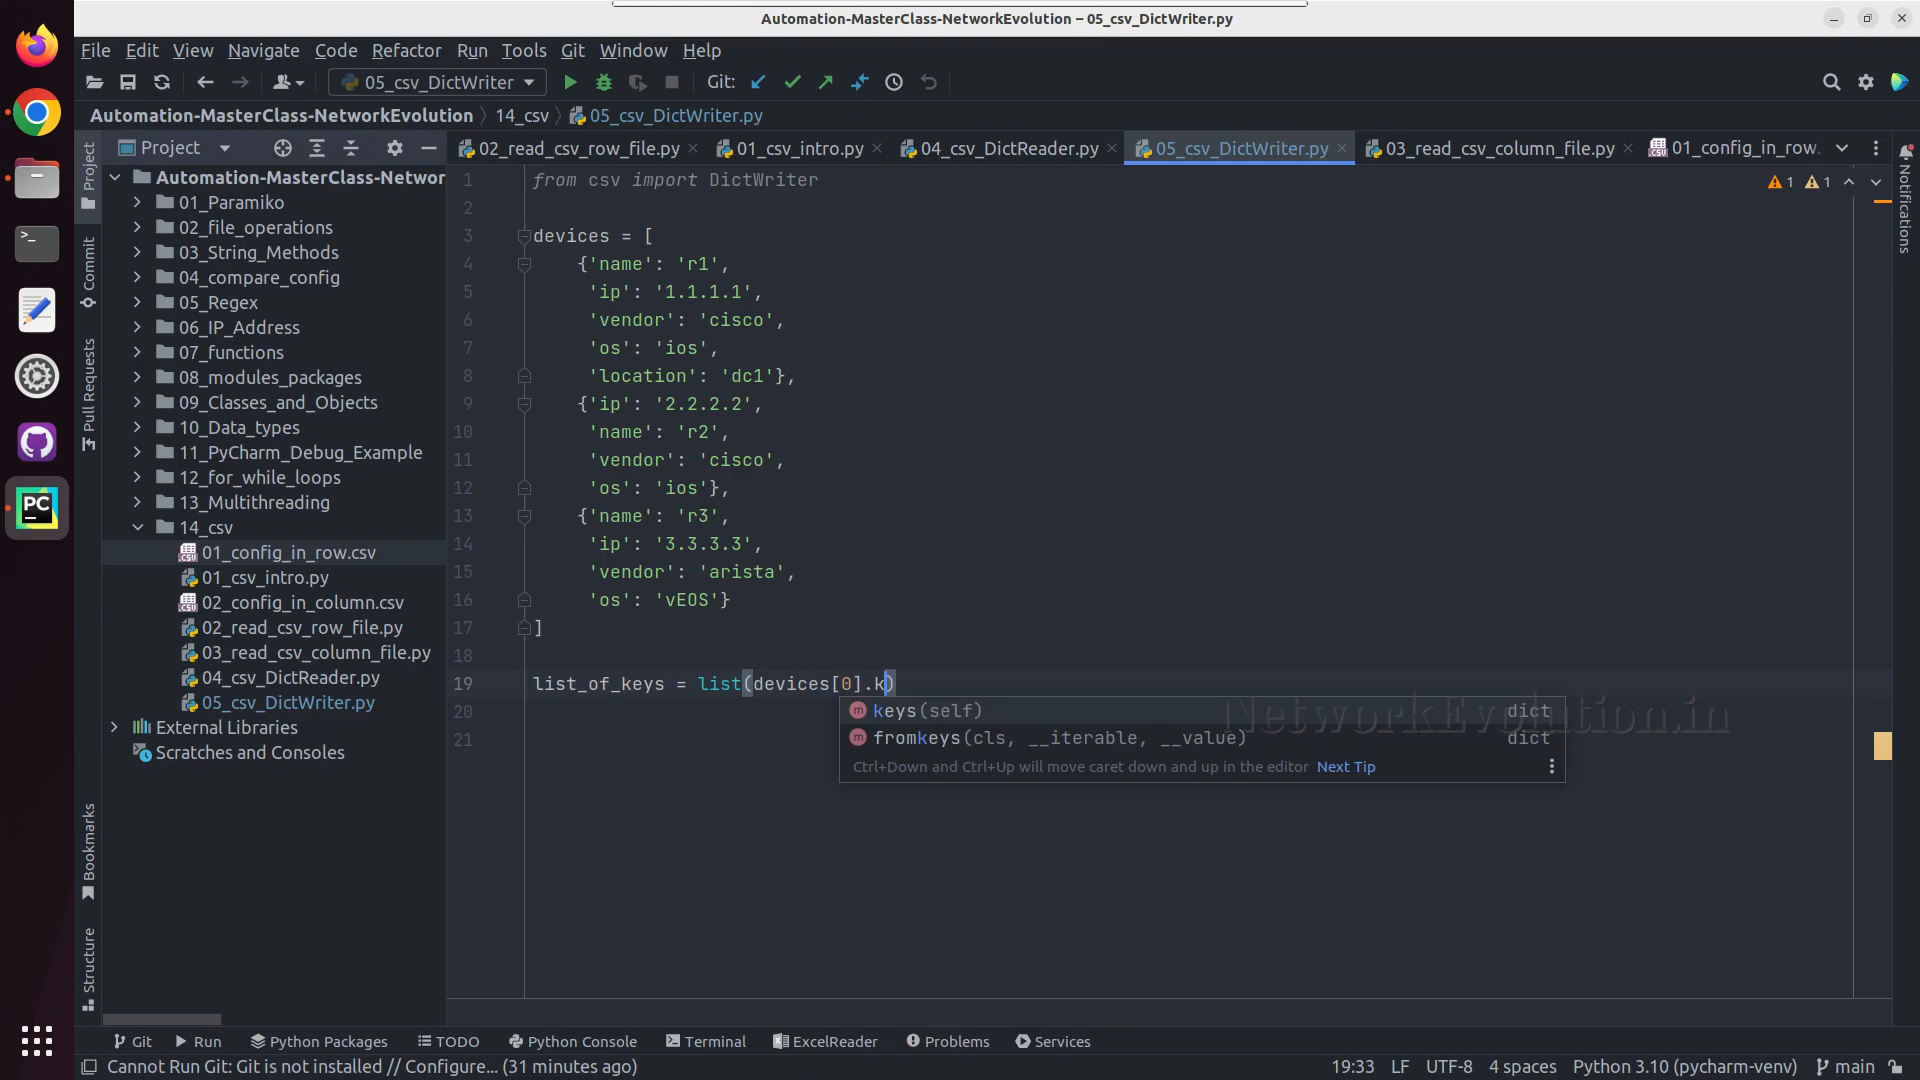 Automation-MasterClass-NetworkEvolution – 05_csv_DictWriter.py
File Edit View Navigate Code Refactor Run Tools Git Window Help
05_csv_DictWriter Git:
Automation-MasterClass-NetworkEvolution 14_csv 05_csv_DictWriter.py
Project
02_read_csv_row_file.py 01_csv_intro.py 04_csv_DictReader.py 05_csv_DictWriter.py 03_read_csv_column_file.py 01_config_in_row.
Project
Commit
Pull Requests
Bookmarks
Structure
Notifications
Automation-MasterClass-Networ
01_Paramiko
02_file_operations
03_String_Methods
04_compare_config
05_Regex
06_IP_Address
07_functions
08_modules_packages
09_Classes_and_Objects
10_Data_types
11_PyCharm_Debug_Example
12_for_while_loops
13_Multithreading
14_csv
01_config_in_row.csv
01_csv_intro.py
02_config_in_column.csv
02_read_csv_row_file.py
03_read_csv_column_file.py
04_csv_DictReader.py
05_csv_DictWriter.py
External Libraries
Scratches and Consoles
1 1
1 from csv import DictWriter
2
3 devices = [
4 {'name': 'r1',
5 'ip': '1.1.1.1',
6 'vendor': 'cisco',
7 'os': 'ios',
8 'location': 'dc1'},
9 {'ip': '2.2.2.2',
10 'name': 'r2',
11 'vendor': 'cisco',
12 'os': 'ios'},
13 {'name': 'r3',
14 'ip': '3.3.3.3',
15 'vendor': 'arista',
16 'os': 'vEOS'}
17 ]
18
19 list_of_keys = list(devices[0].k)
20
21
keys(self) dict
fromkeys(cls, __iterable, __value) dict
Ctrl+Down and Ctrl+Up will move caret down and up in the editor Next Tip
NetworkEvolution.in
Git Run Python Packages TODO Python Console Terminal ExcelReader Problems Services
Cannot Run Git: Git is not installed // Configure... (31 minutes ago) 19:33 LF UTF-8 4 spaces Python 3.10 (pycharm-venv) main